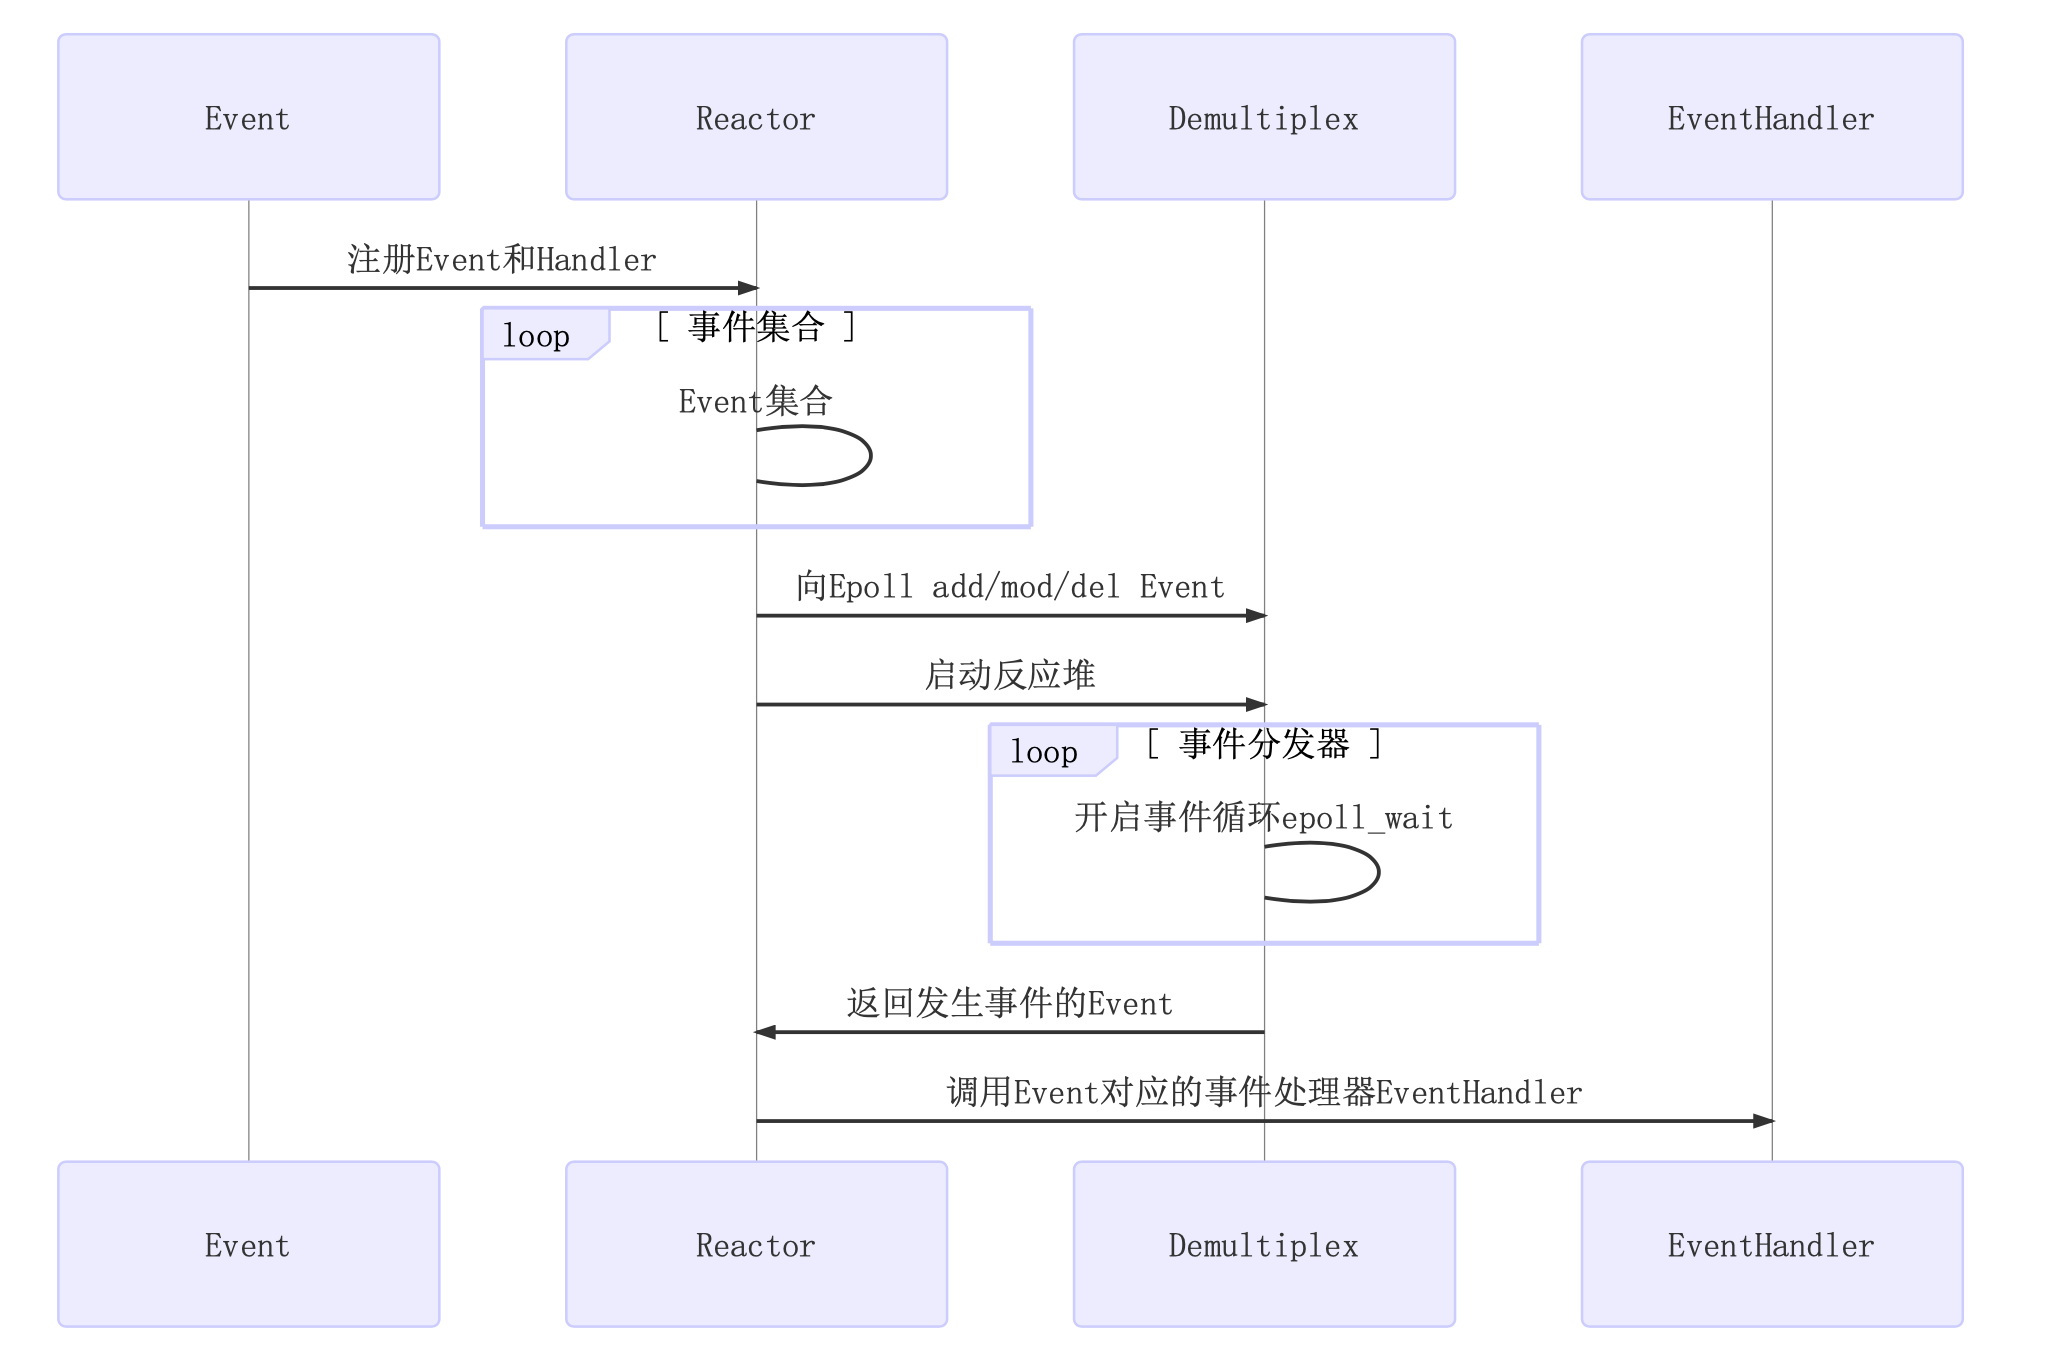 Event
Reactor
Demultiplex
EventHandler
注册Event和Handler
loop
[ 事件集合 ]
Event集合
向Epoll add/mod/del Event
启动反应堆
loop
[ 事件分发器 ]
开启事件循环epoll_wait
返回发生事件的Event
调用Event对应的事件处理器EventHandler
Event
Reactor
Demultiplex
EventHandler